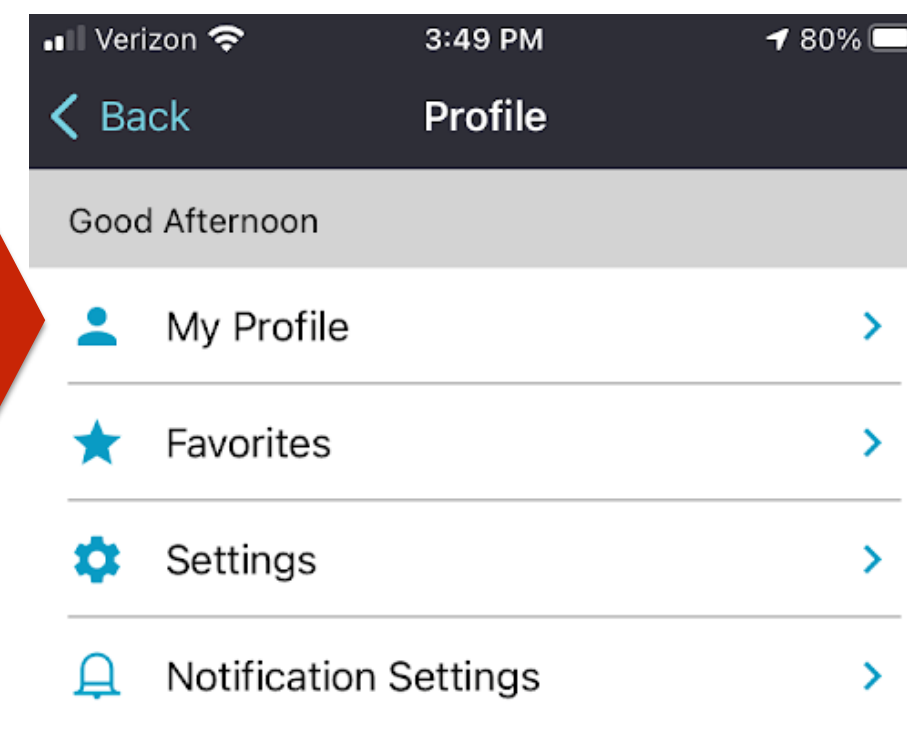 Verizon 3:49 PM 80%
Back Profile
Good Afternoon
My Profile
Favorites
Settings
Notification Settings